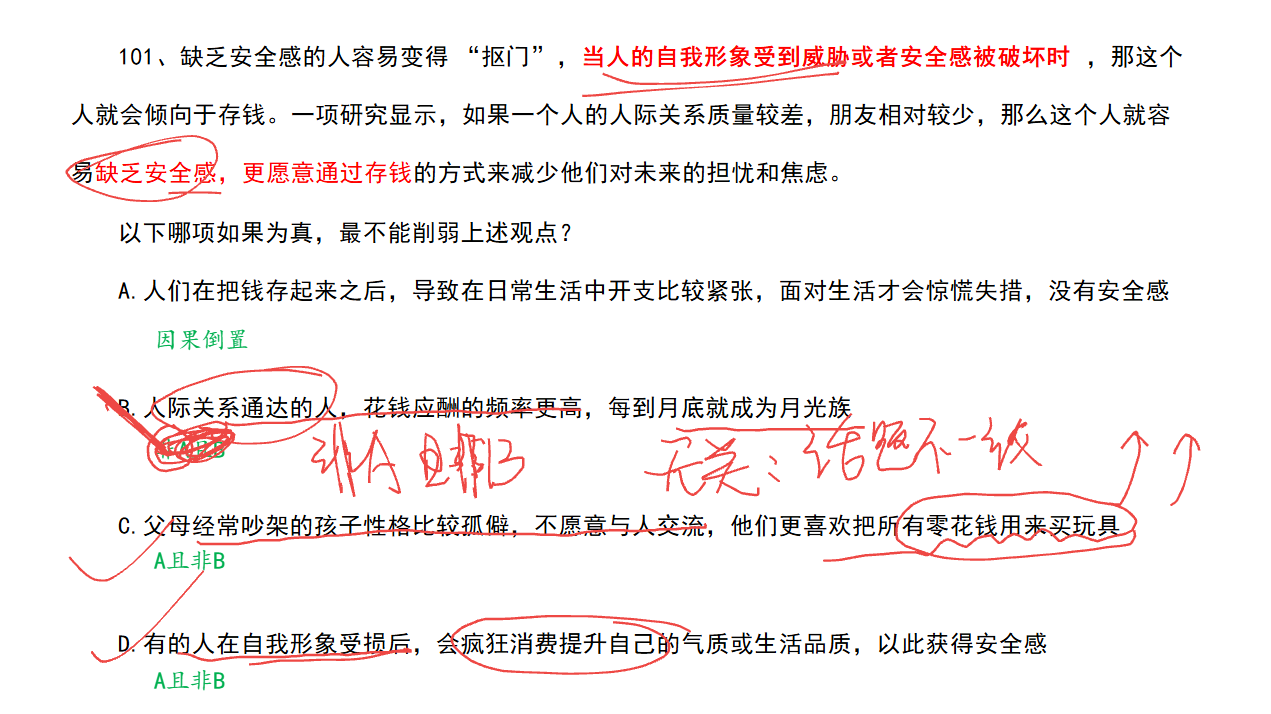 101、缺乏安全感的人容易变得 “抠门”，当人的自我形象受到威胁或者安全感被破坏时 ，那这个
人就会倾向于存钱。一项研究显示，如果一个人的人际关系质量较差，朋友相对较少，那么这个人就容
易缺乏安全感，更愿意通过存钱的方式来减少他们对未来的担忧和焦虑。
以下哪项如果为真，最不能削弱上述观点？
A.人们在把钱存起来之后，导致在日常生活中开支比较紧张，面对生活才会惊慌失措，没有安全感
因果倒置
B.人际关系通达的人，花钱应酬的频率更高，每到月底就成为月光族
非A且非B 无关：话题不一致
C.父母经常吵架的孩子性格比较孤僻，不愿意与人交流，他们更喜欢把所有零花钱用来买玩具
A且非B
D.有的人在自我形象受损后，会疯狂消费提升自己的气质或生活品质，以此获得安全感
A且非B